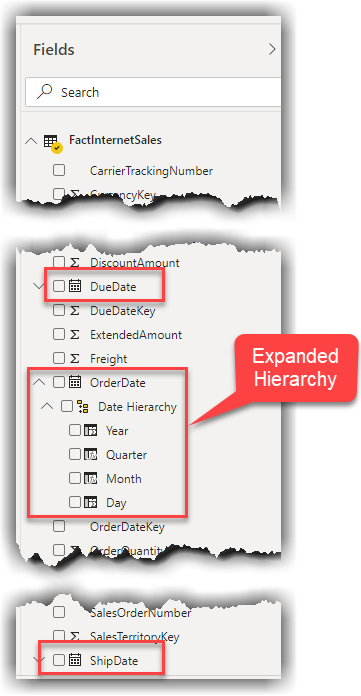 Fields
Search
FactInternetSales
CarrierTrackingNumber
Σ CurrencyKey
Σ DiscountAmount
DueDate
Σ DueDateKey
Σ ExtendedAmount
Σ Freight
OrderDate
Date Hierarchy
Year
Quarter
Month
Day
OrderDateKey
Σ OrderQuantity
SalesOrderNumber
Σ SalesTerritoryKey
ShipDate
Expanded
Hierarchy